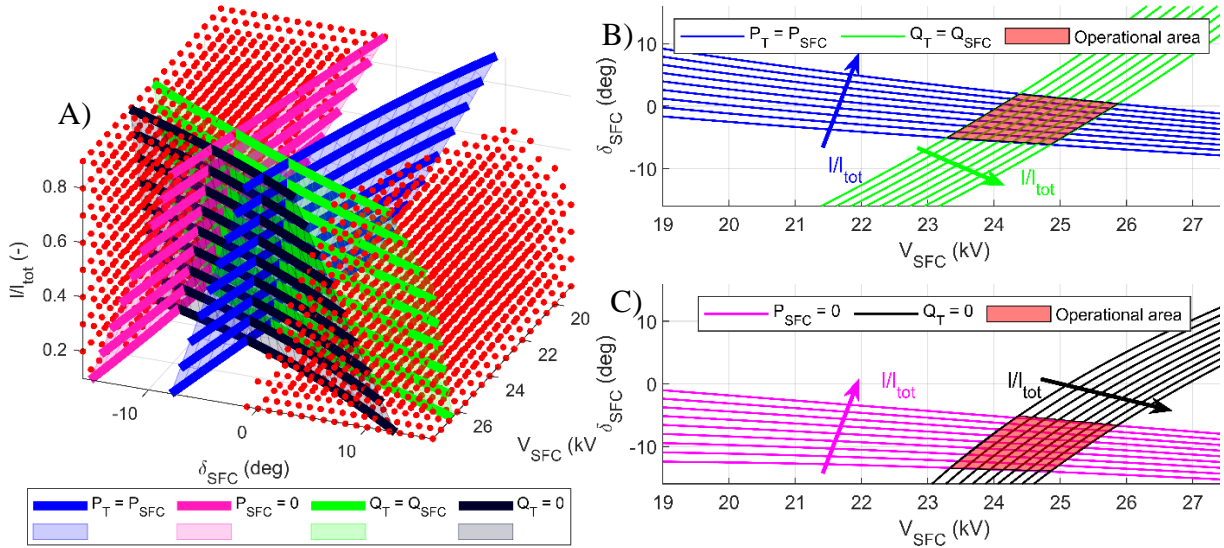 A)
I/I_tot (-)
0.8
0.6
0.4
0.2
-10
0
10
δ_SFC (deg)
20
22
24
26
V_SFC (kV
P_T = P_SFC
P_SFC = 0
Q_T = Q_SFC
Q_T = 0
B)
P_T = P_SFC
Q_T = Q_SFC
Operational area
δ_SFC (deg)
10
0
-10
I/I_tot
I/I_tot
19 20 21 22 23 24 25 26 27
V_SFC (kV)
C)
P_SFC = 0
Q_T = 0
Operational area
δ_SFC (deg)
10
0
-10
I/I_tot
I/I_tot
19 20 21 22 23 24 25 26 27
V_SFC (kV)